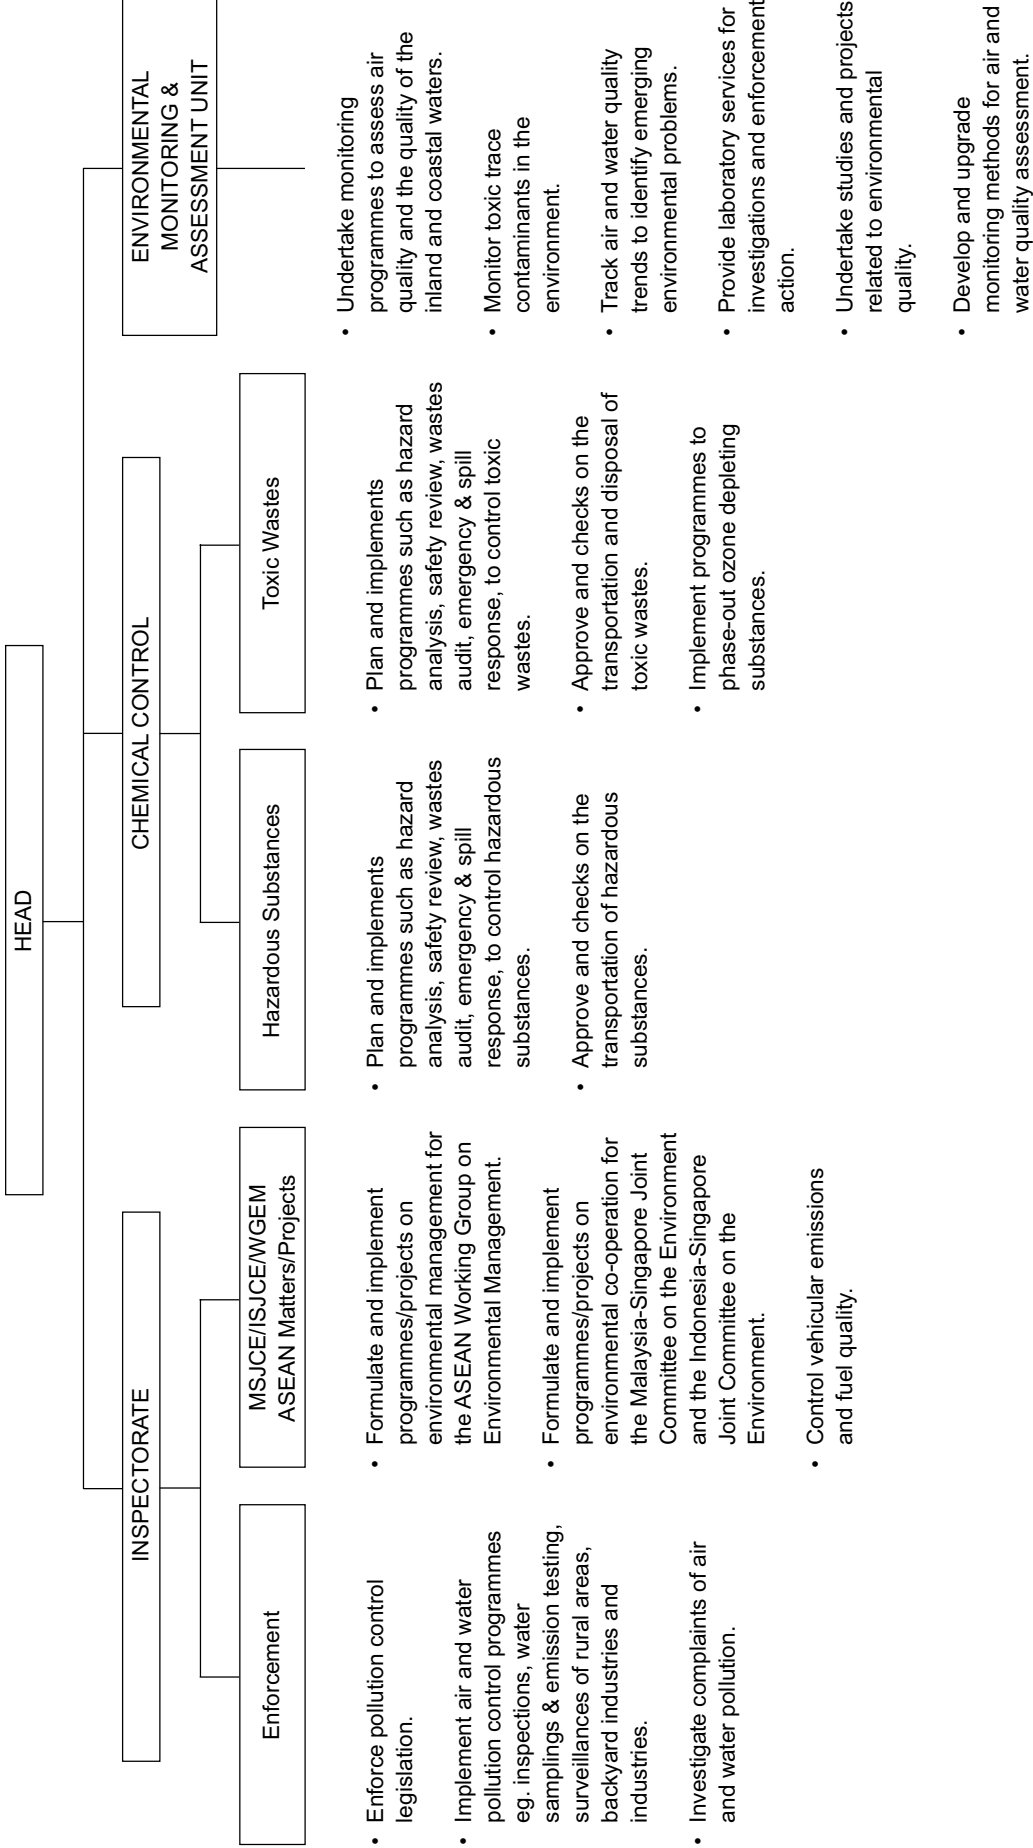 HEAD
INSPECTORATE
CHEMICAL CONTROL
ENVIRONMENTAL
MONITORING &
ASSESSMENT UNIT
Enforcement
MSJCE/ISJCE/WGEM
ASEAN Matters/Projects
Hazardous Substances
Toxic Wastes
• Enforce pollution control
legislation.
• Implement air and water
pollution control programmes
eg. inspections, water
samplings & emission testing,
surveillances of rural areas,
backyard industries and
industries.
• Investigate complaints of air
and water pollution.
• Formulate and implement
programmes/projects on
environmental management for
the ASEAN Working Group on
Environmental Management.
• Formulate and implement
programmes/projects on
environmental co-operation for
the Malaysia-Singapore Joint
Committee on the Environment
and the Indonesia-Singapore
Joint Committee on the
Environment.
• Control vehicular emissions
and fuel quality.
• Plan and implements
programmes such as hazard
analysis, safety review, wastes
audit, emergency & spill
response, to control hazardous
substances.
• Approve and checks on the
transportation of hazardous
substances.
• Plan and implements
programmes such as hazard
analysis, safety review, wastes
audit, emergency & spill
response, to control toxic
wastes.
• Approve and checks on the
transportation and disposal of
toxic wastes.
• Implement programmes to
phase-out ozone depleting
substances.
• Undertake monitoring
programmes to assess air
quality and the quality of the
inland and coastal waters.
• Monitor toxic trace
contaminants in the
environment.
• Track air and water quality
trends to identify emerging
environmental problems.
• Provide laboratory services for
investigations and enforcement
action.
• Undertake studies and projects
related to environmental
quality.
• Develop and upgrade
monitoring methods for air and
water quality assessment.